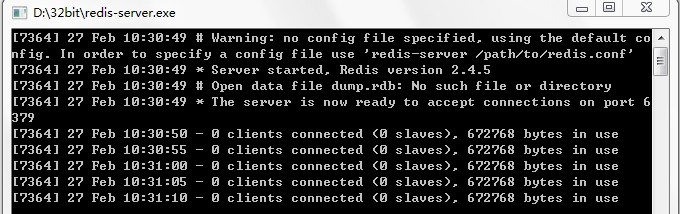 D:\32bit\redis-server.exe
[7364] 27 Feb 10:30:49 # Warning: no config file specified, using the default co
nfig. In order to specify a config file use 'redis-server /path/to/redis.conf'
[7364] 27 Feb 10:30:49 * Server started, Redis version 2.4.5
[7364] 27 Feb 10:30:49 # Open data file dump.rdb: No such file or directory
[7364] 27 Feb 10:30:49 * The server is now ready to accept connections on port 6
379
[7364] 27 Feb 10:30:50 - 0 clients connected (0 slaves), 672768 bytes in use
[7364] 27 Feb 10:30:55 - 0 clients connected (0 slaves), 672768 bytes in use
[7364] 27 Feb 10:31:00 - 0 clients connected (0 slaves), 672768 bytes in use
[7364] 27 Feb 10:31:05 - 0 clients connected (0 slaves), 672768 bytes in use
[7364] 27 Feb 10:31:10 - 0 clients connected (0 slaves), 672768 bytes in use